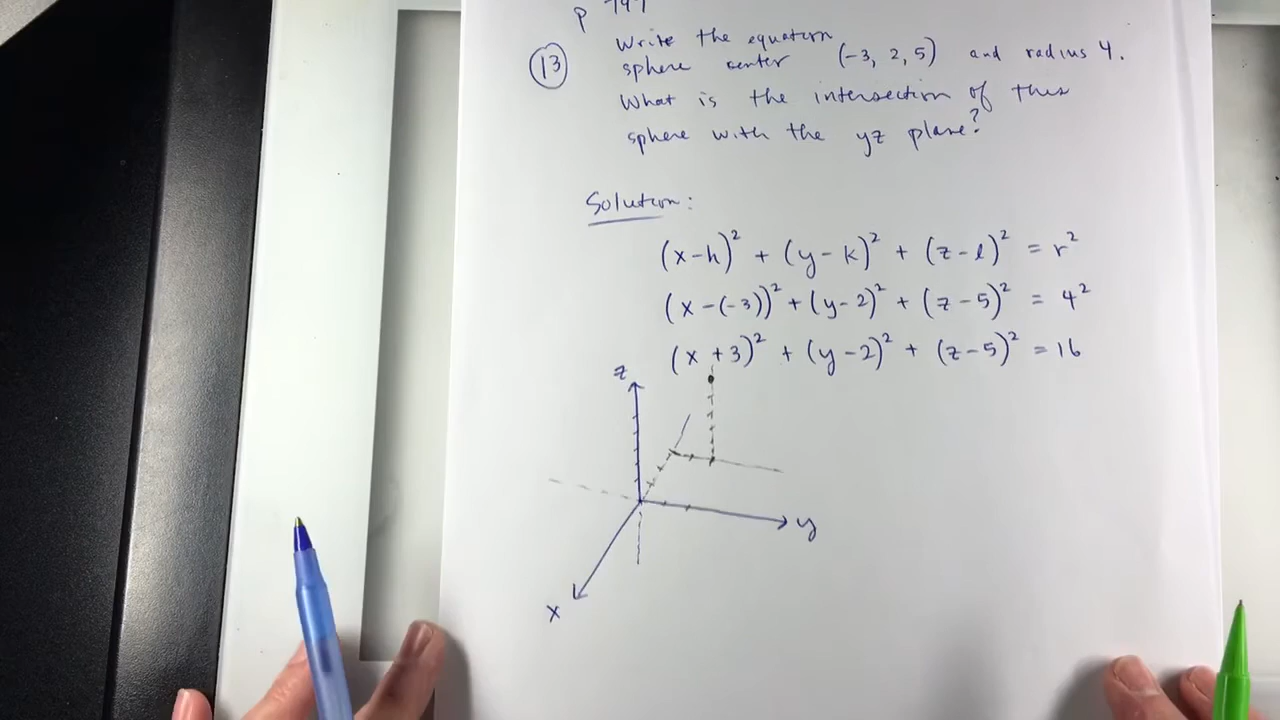 p 747
Write the equation
(13) sphere center (-3, 2, 5) and radius 4.
What is the intersection of this
sphere with the yz plane?
Solution:
(x-h)² + (y-k)² + (z-l)² = r²
(x-(-3))² + (y-2)² + (z-5)² = 4²
(x+3)² + (y-2)² + (z-5)² = 16
z
y
x